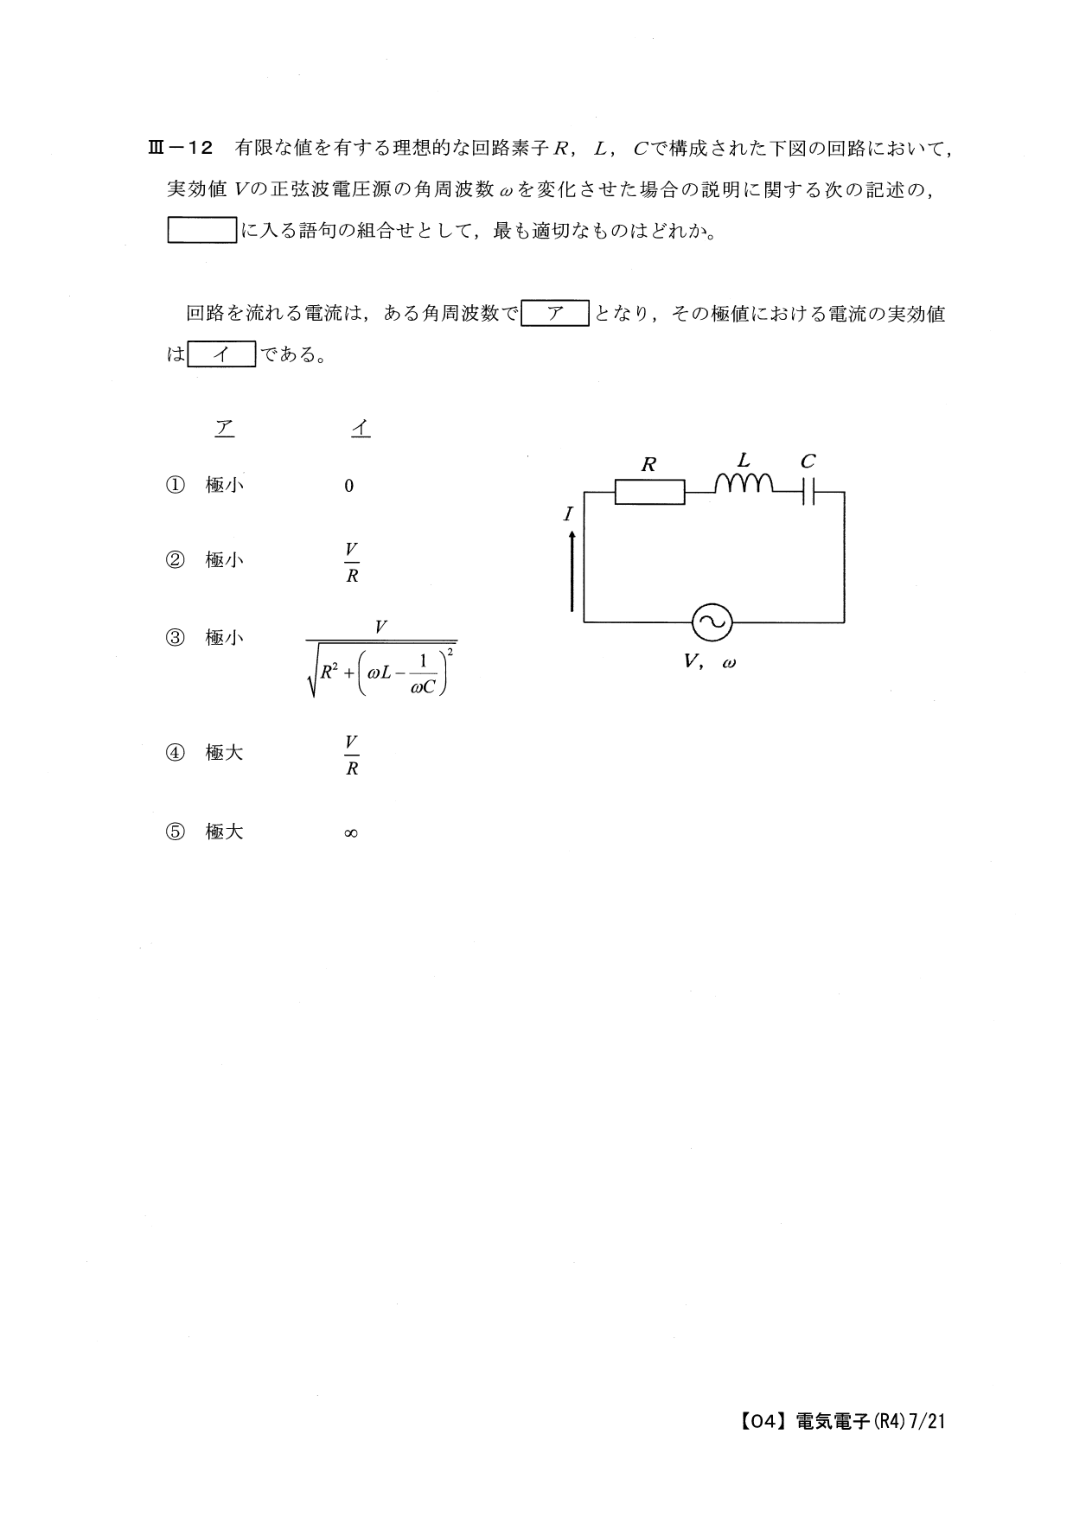 Ⅲ－12 有限な値を有する理想的な回路素子R，L，Cで構成された下図の回路において，
実効値Vの正弦波電圧源の角周波数ωを変化させた場合の説明に関する次の記述の，
に入る語句の組合せとして，最も適切なものはどれか。
回路を流れる電流は，ある角周波数で ア となり，その極値における電流の実効値
は イ である。
ア イ
① 極小 0
② 極小 V/R
③ 極小 V/√(R²+(ωL－1/ωC)²)
④ 極大 V/R
⑤ 極大 ∞
R L C
I
V，ω
【04】電気電子(R4)7/21